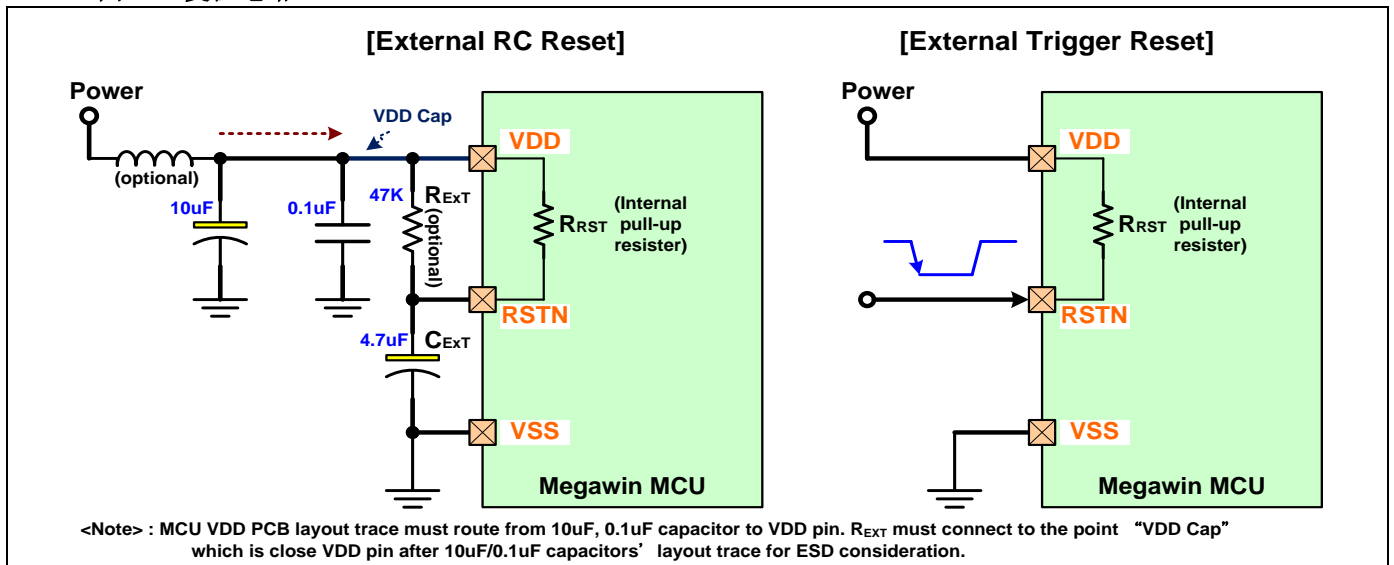 [External RC Reset]
[External Trigger Reset]
Power
VDD Cap
VDD
(optional)
10uF
0.1uF
47K
REXT
(optional)
RRST
(Internal
pull-up
resister)
RSTN
4.7uF
CEXT
VSS
Megawin MCU
Power
VDD
RRST
(Internal
pull-up
resister)
RSTN
VSS
Megawin MCU
<Note> : MCU VDD PCB layout trace must route from 10uF, 0.1uF capacitor to VDD pin. REXT must connect to the point “VDD Cap”
which is close VDD pin after 10uF/0.1uF capacitors’ layout trace for ESD consideration.